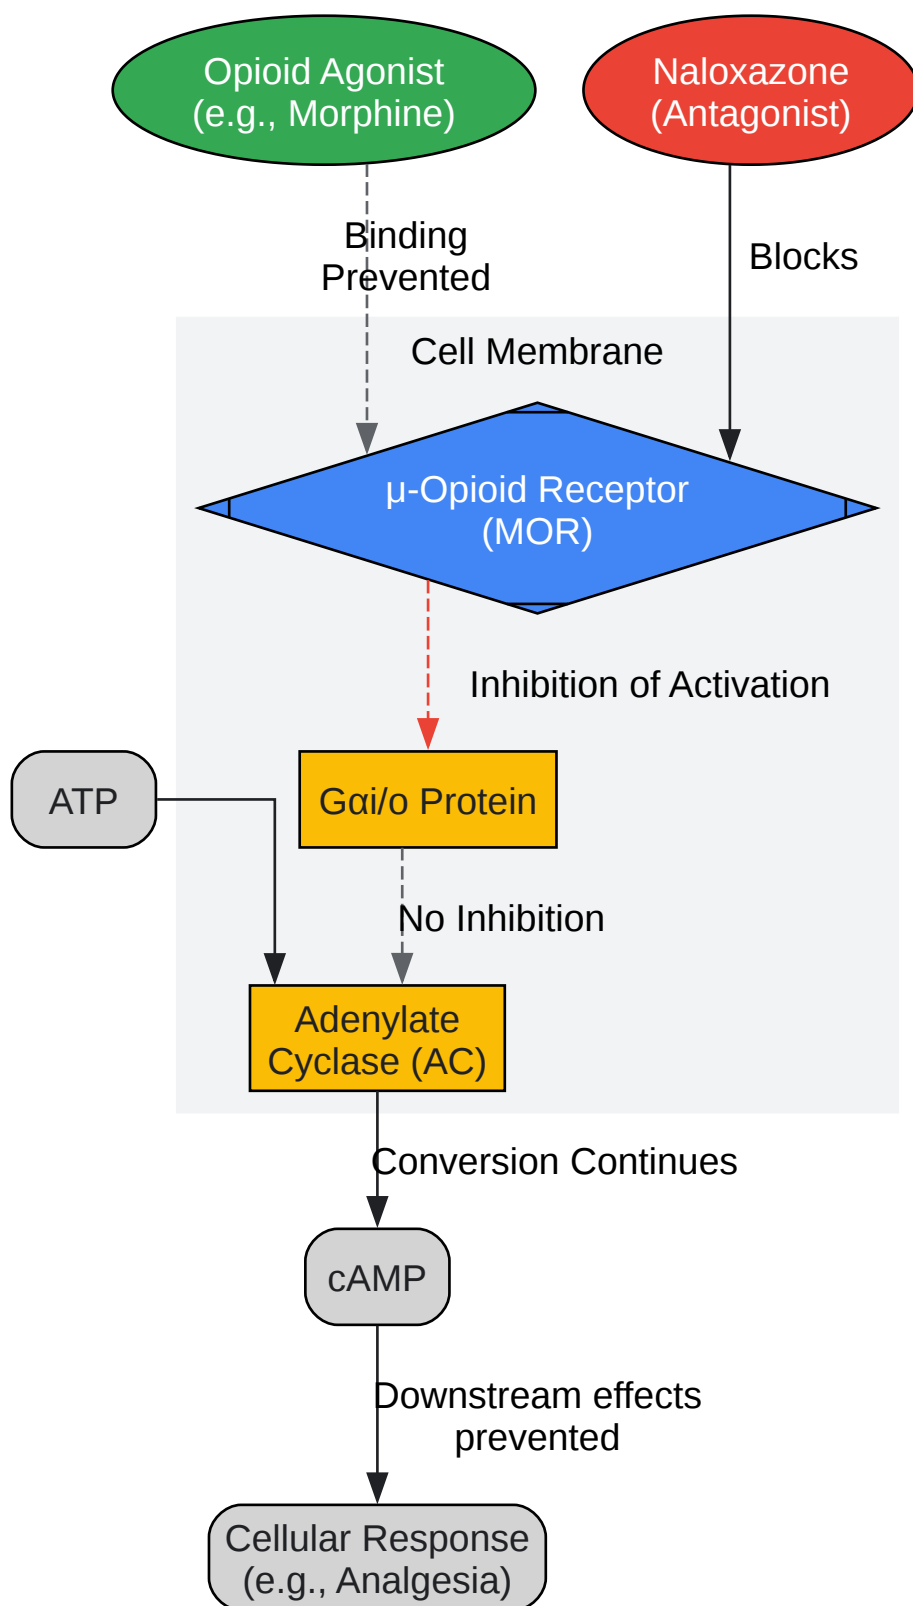 Opioid Agonist
(e.g., Morphine)
Naloxazone
(Antagonist)
Binding
Prevented
Blocks
Cell Membrane
μ-Opioid Receptor
(MOR)
Inhibition of Activation
ATP
Gαi/o Protein
No Inhibition
Adenylate
Cyclase (AC)
Conversion Continues
cAMP
Downstream effects
prevented
Cellular Response
(e.g., Analgesia)